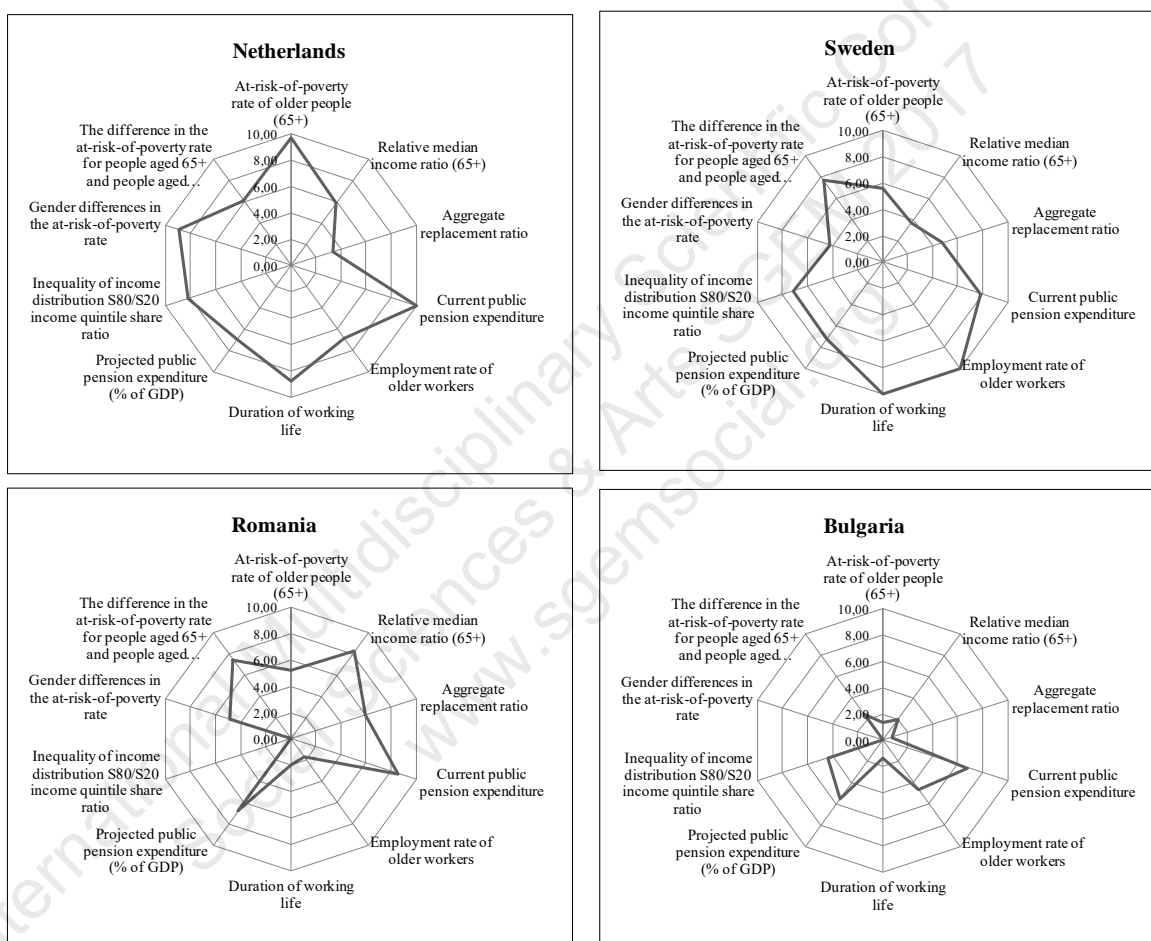 Netherlands
At-risk-of-poverty
rate of older people
(65+)
Relative median
income ratio (65+)
Aggregate
replacement ratio
Current public
pension expenditure
Employment rate of
older workers
Duration of working
life
Projected public
pension expenditure
(% of GDP)
Inequality of income
distribution S80/S20
income quintile share
ratio
Gender differences in
the at-risk-of-poverty
rate
The difference in the
at-risk-of-poverty rate
for people aged 65+
and people aged…
10,00
8,00
6,00
4,00
2,00
0,00
Sweden
At-risk-of-poverty
rate of older people
(65+)
Relative median
income ratio (65+)
Aggregate
replacement ratio
Current public
pension expenditure
Employment rate of
older workers
Duration of working
life
Projected public
pension expenditure
(% of GDP)
Inequality of income
distribution S80/S20
income quintile share
ratio
Gender differences in
the at-risk-of-poverty
rate
The difference in the
at-risk-of-poverty rate
for people aged 65+
and people aged…
10,00
8,00
6,00
4,00
2,00
0,00
Romania
At-risk-of-poverty
rate of older people
(65+)
Relative median
income ratio (65+)
Aggregate
replacement ratio
Current public
pension expenditure
Employment rate of
older workers
Duration of working
life
Projected public
pension expenditure
(% of GDP)
Inequality of income
distribution S80/S20
income quintile share
ratio
Gender differences in
the at-risk-of-poverty
rate
The difference in the
at-risk-of-poverty rate
for people aged 65+
and people aged…
10,00
8,00
6,00
4,00
2,00
0,00
Bulgaria
At-risk-of-poverty
rate of older people
(65+)
Relative median
income ratio (65+)
Aggregate
replacement ratio
Current public
pension expenditure
Employment rate of
older workers
Duration of working
life
Projected public
pension expenditure
(% of GDP)
Inequality of income
distribution S80/S20
income quintile share
ratio
Gender differences in
the at-risk-of-poverty
rate
The difference in the
at-risk-of-poverty rate
for people aged 65+
and people aged…
10,00
8,00
6,00
4,00
2,00
0,00
International Multidisciplinary Scientific
Social Sciences & Arts SGEM 2017
www.sgemsocial.org